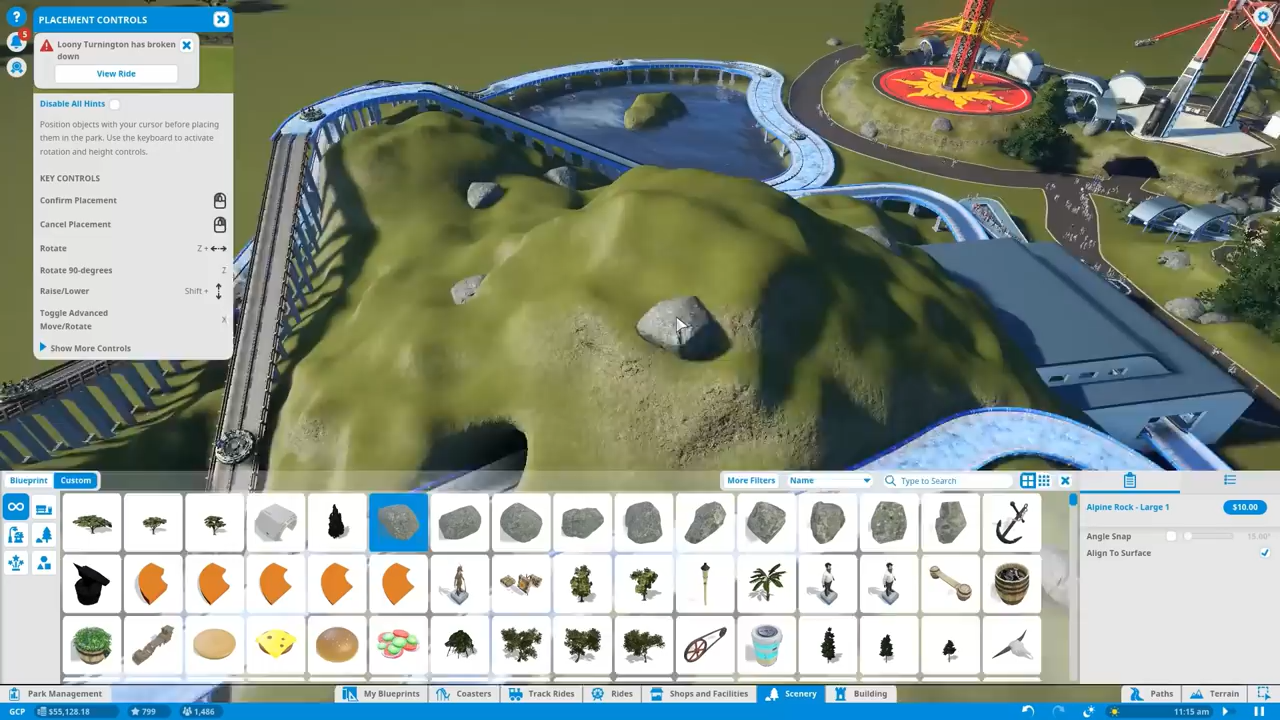 PLACEMENT CONTROLS
5
Loony Turnington has broken
down
View Ride
Disable All Hints
Position objects with your cursor before placing
them in the park. Use the keyboard to activate
rotation and height controls.
KEY CONTROLS
Confirm Placement
Cancel Placement
Rotate Z +
Rotate 90-degrees Z
Raise/Lower Shift +
Toggle Advanced
Move/Rotate X
Show More Controls
Blueprint Custom More Filters Name Type to Search
Alpine Rock - Large 1 $10.00
Angle Snap 15.00°
Align To Surface
Park Management My Blueprints Coasters Track Rides Rides Shops and Facilities Scenery Building Paths Terrain
GCP $55,128.18 799 1,486 11:15 am